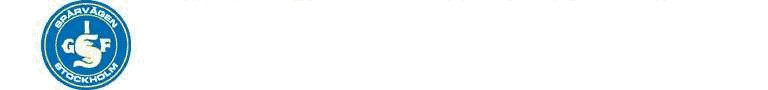 SPÅRVÄGEN
I
G S F
STOCKHOLM